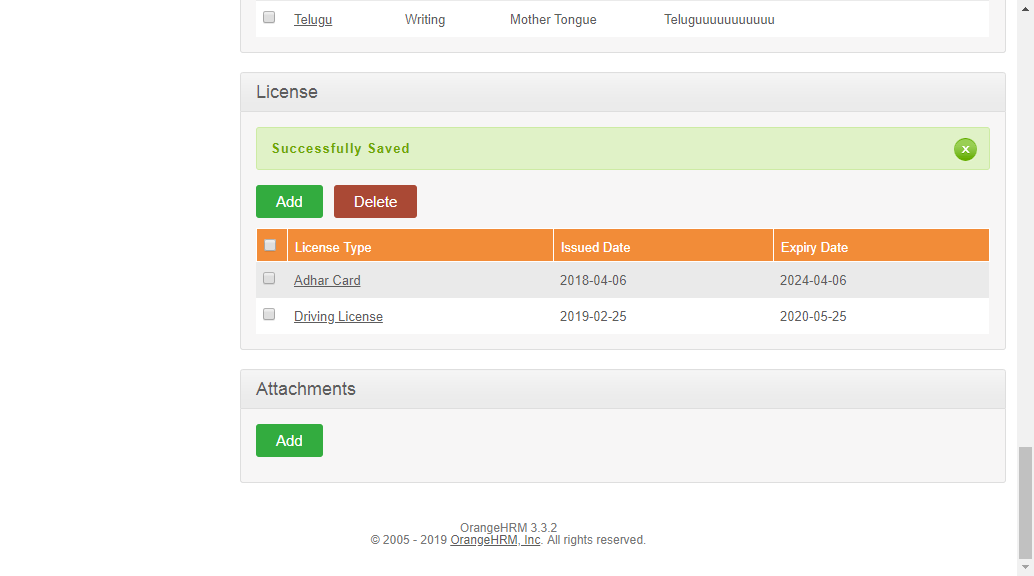 Telugu Writing Mother Tongue Teluguuuuuuuuuuu
License
Successfully Saved x
Add Delete
License Type Issued Date Expiry Date
Adhar Card 2018-04-06 2024-04-06
Driving License 2019-02-25 2020-05-25
Attachments
Add
OrangeHRM 3.3.2
© 2005 - 2019 OrangeHRM, Inc. All rights reserved.